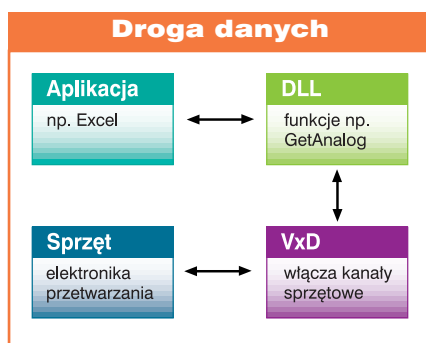 Droga danych
Aplikacja
np. Excel
DLL
funkcje np.
GetAnalog
Sprzęt
elektronika
przetwarzania
VxD
włącza kanały
sprzętowe